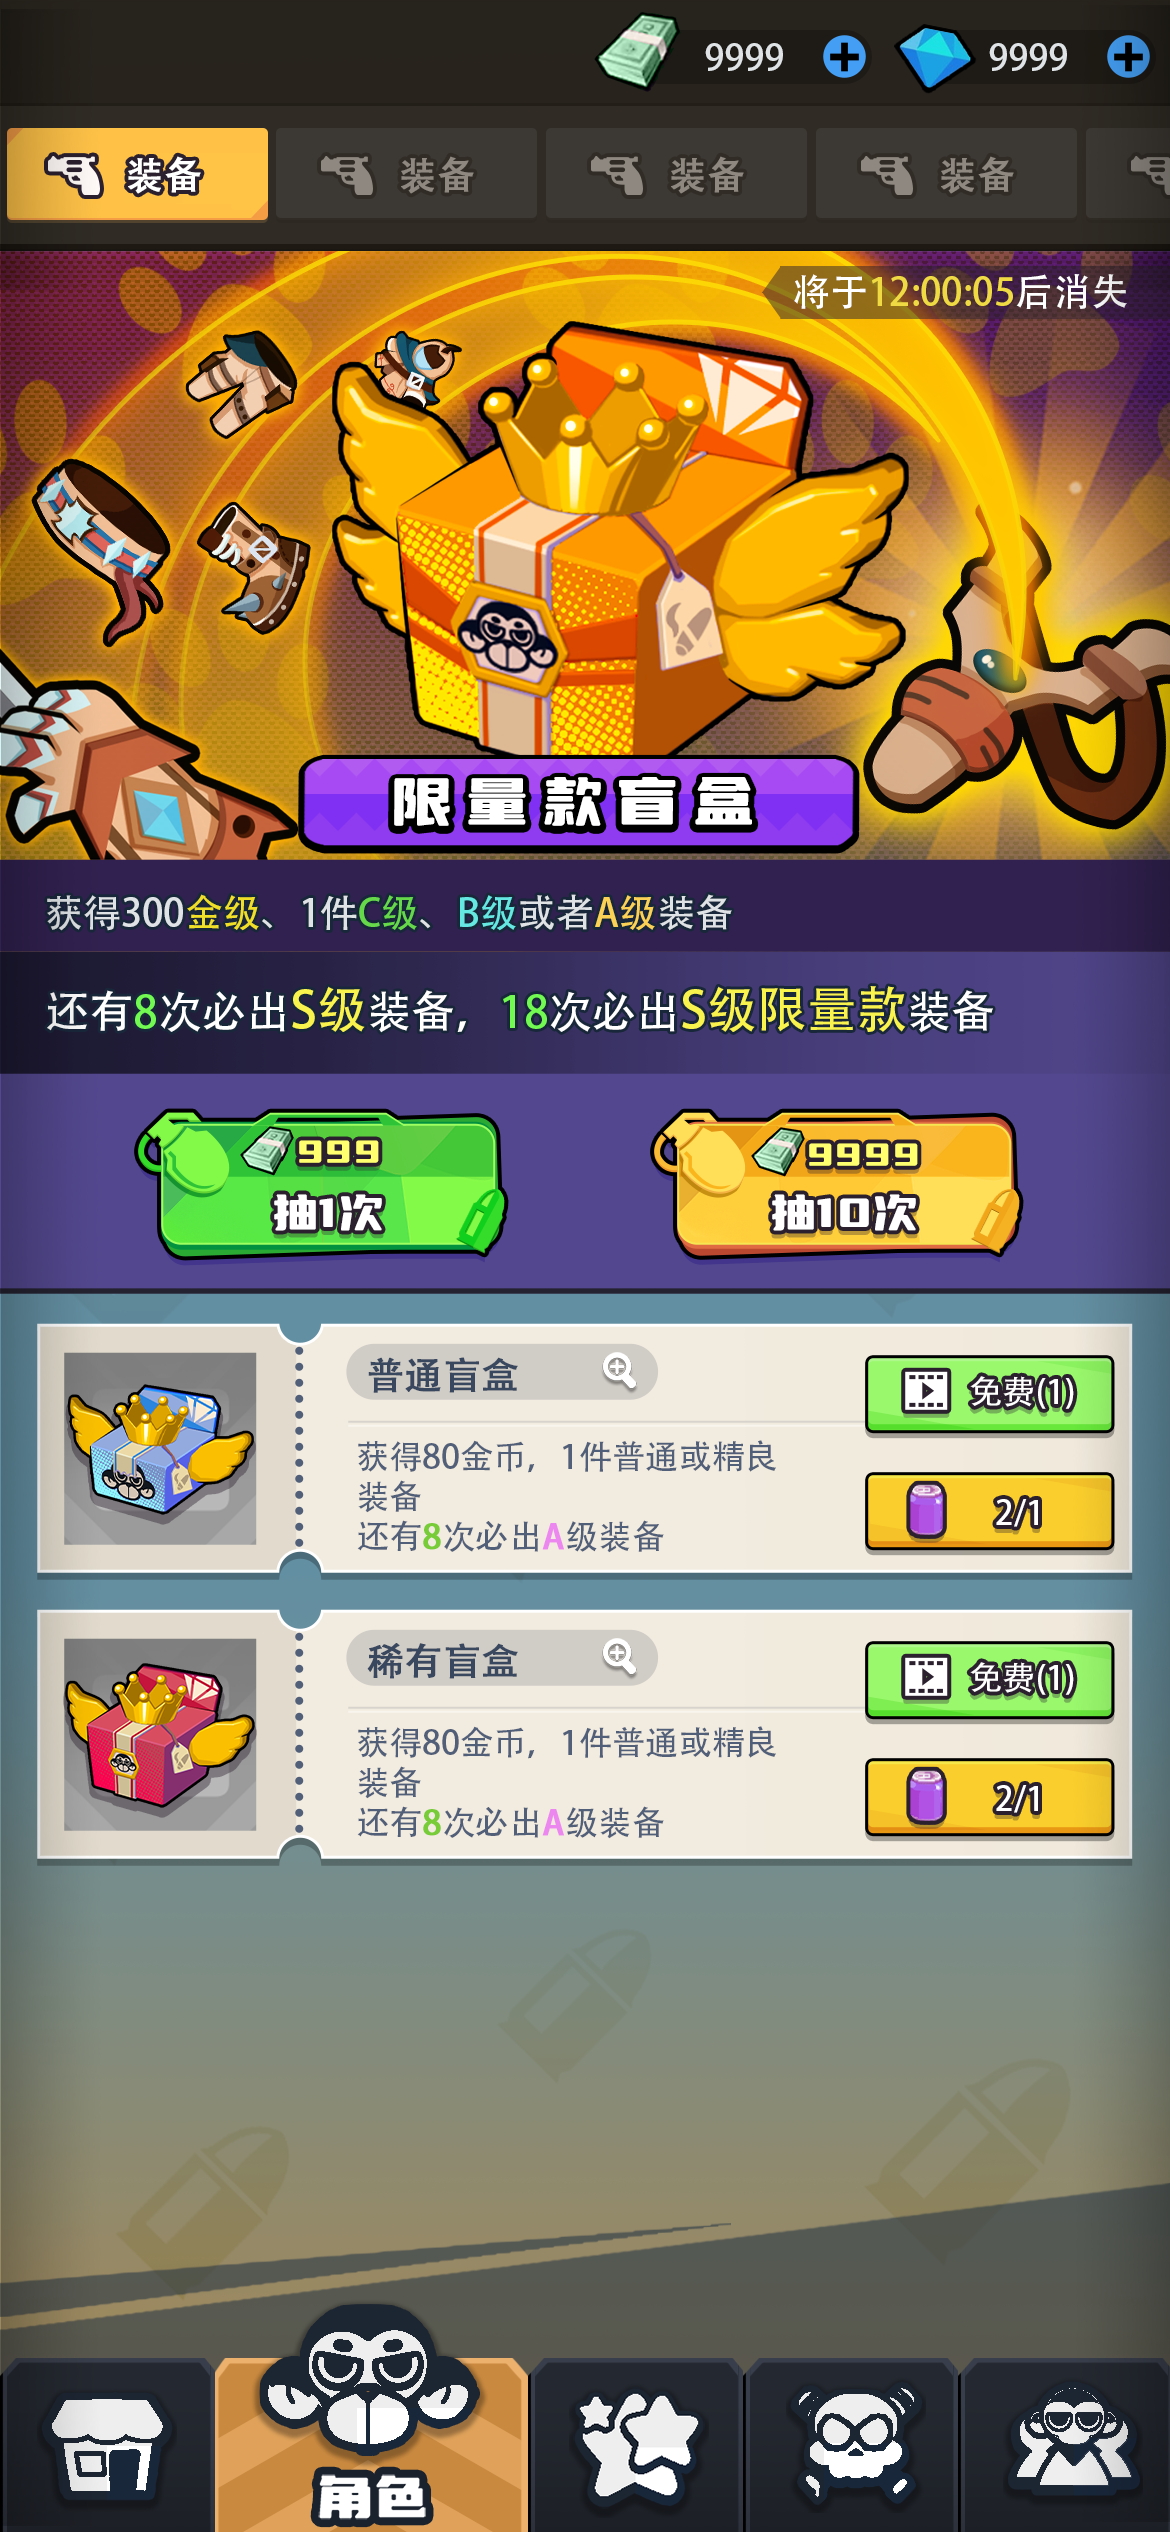 9999
9999
装备
装备
装备
装备
将于12:00:05后消失
限量款盲盒
获得300金级、1件C级、B级或者A级装备
还有8次必出S级装备，18次必出S级限量款装备
999
抽1次
9999
抽10次
普通盲盒
免费(1)
获得80金币，1件普通或精良
装备
还有8次必出A级装备
2/1
稀有盲盒
免费(1)
获得80金币，1件普通或精良
装备
还有8次必出A级装备
2/1
角色